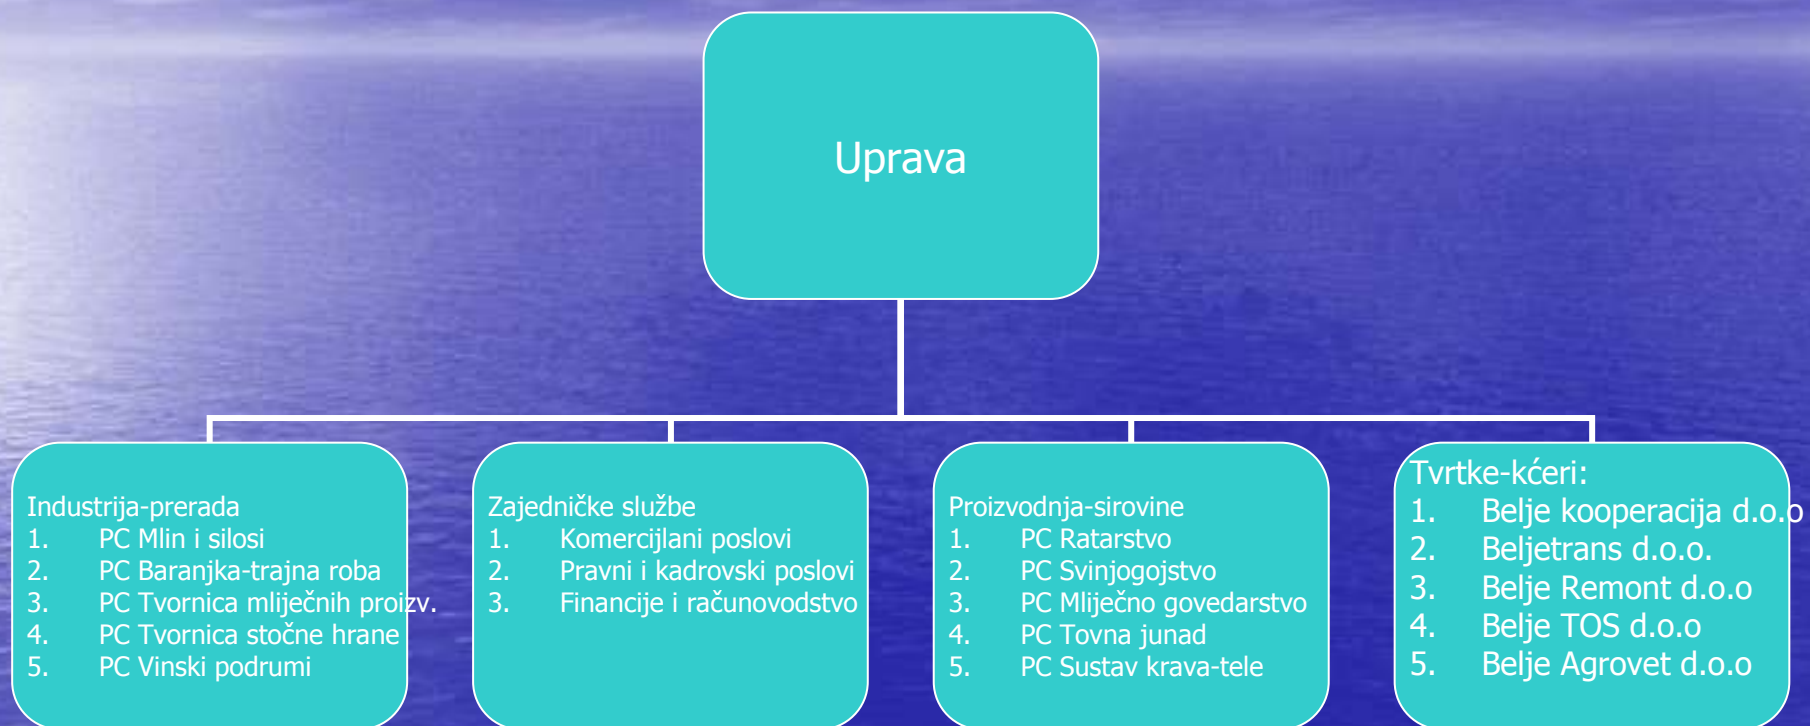 Uprava
Industrija-prerada
1. PC Mlin i silosi
2. PC Baranjka-trajna roba
3. PC Tvornica mliječnih proizv.
4. PC Tvornica stočne hrane
5. PC Vinski podrumi
Zajedničke službe
1. Komercijlani poslovi
2. Pravni i kadrovski poslovi
3. Financije i računovodstvo
Proizvodnja-sirovine
1. PC Ratarstvo
2. PC Svinjogojstvo
3. PC Mliječno govedarstvo
4. PC Tovna junad
5. PC Sustav krava-tele
Tvrtke-kćeri:
1. Belje kooperacija d.o.o
2. Beljetrans d.o.o.
3. Belje Remont d.o.o
4. Belje TOS d.o.o
5. Belje Agrovet d.o.o